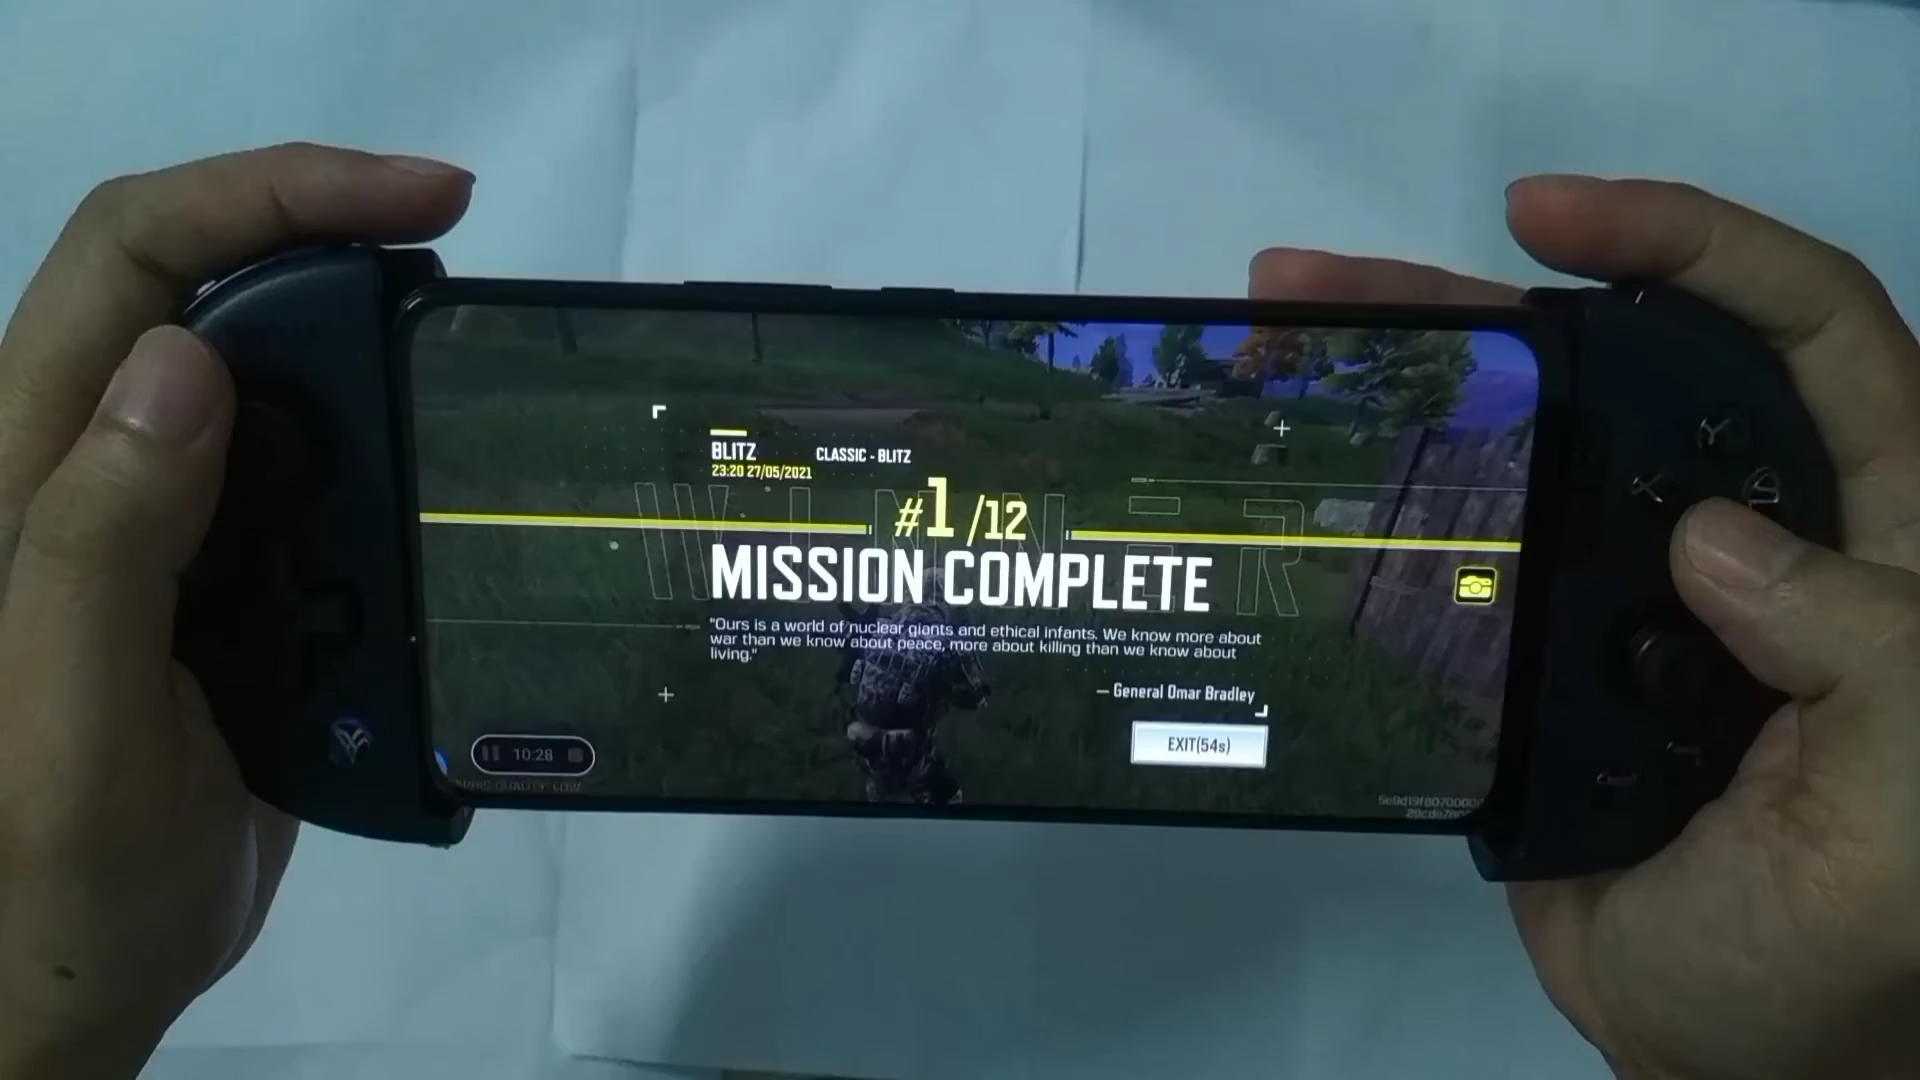 BLITZ CLASSIC - BLITZ
23:20 27/05/2021
#1 /12
WINNER
MISSION COMPLETE
"Ours is a world of nuclear giants and ethical infants. We know more about
war than we know about peace, more about killing than we know about
living."
— General Omar Bradley
EXIT(54s)
10:28
Y
X